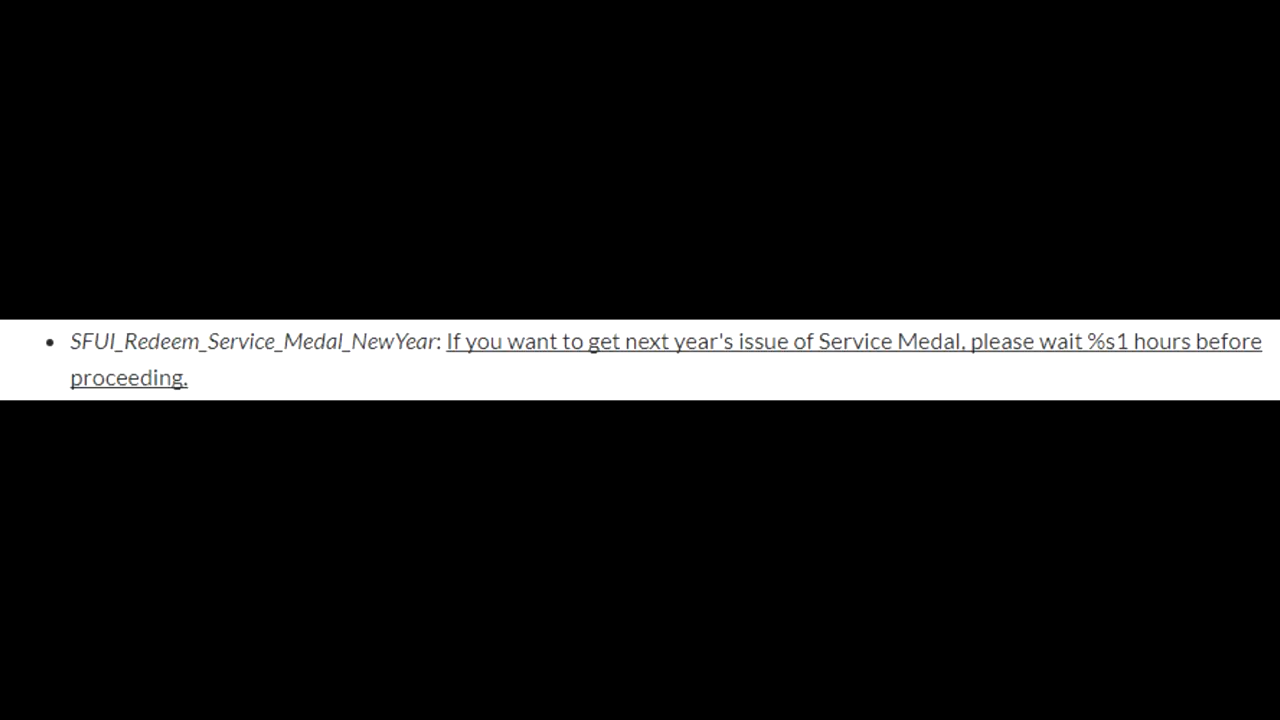 • SFUI_Redeem_Service_Medal_NewYear: If you want to get next year's issue of Service Medal, please wait %s1 hours before
proceeding.